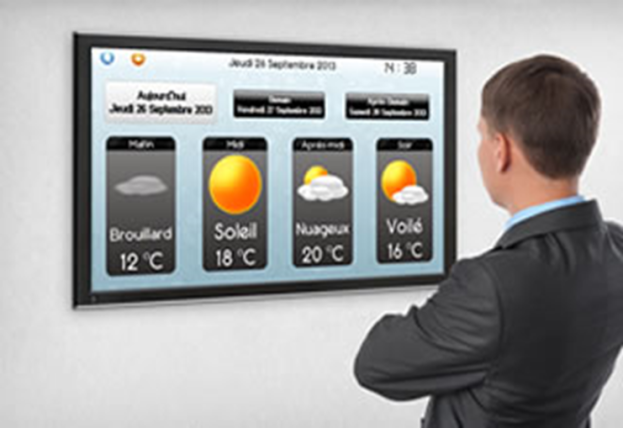 Jeudi 26 Septembre 2013
14 : 38
Aujourd'hui
Jeudi 26 Septembre 2013
Demain
Vendredi 27 Septembre 2013
Après Demain
Samedi 28 Septembre 2013
Matin
Midi
Après-midi
Soir
Brouillard
Soleil
Nuageux
Voilé
12 °C
18 °C
20 °C
16 °C